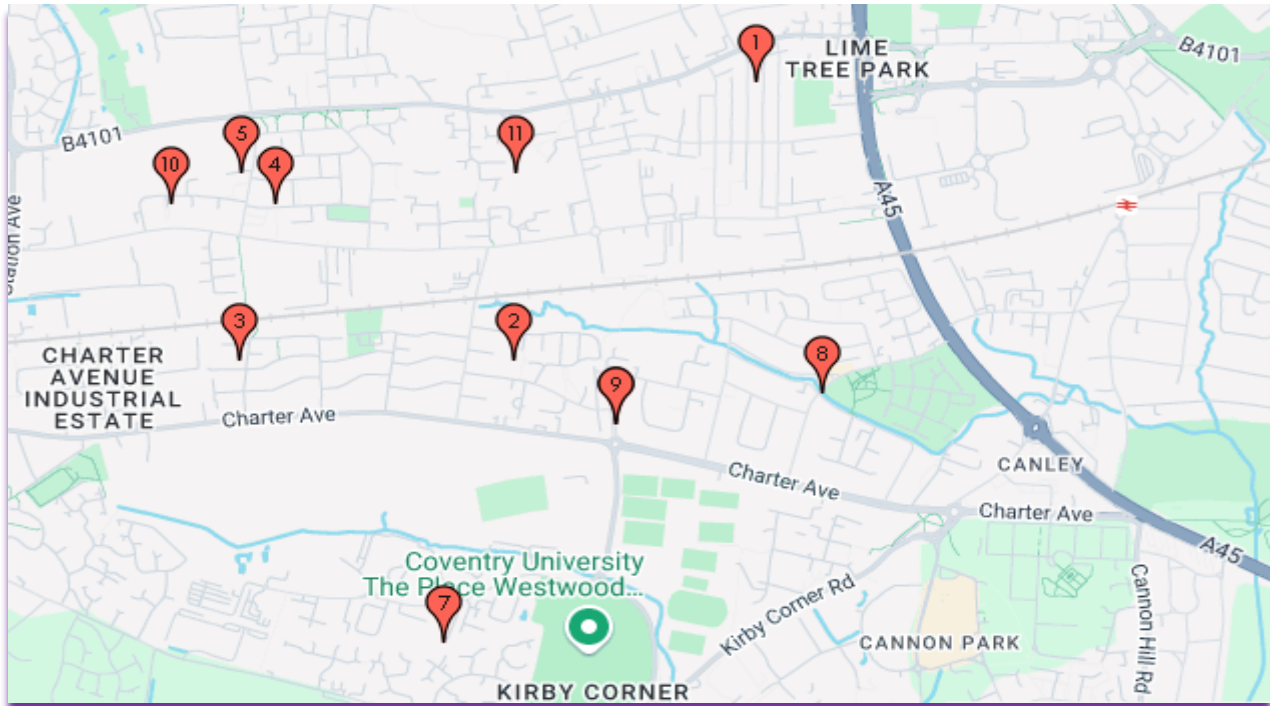 1
LIME
TREE PARK
B4101
B4101
5
11
10
4
A45
Station Ave
3
2
8
CHARTER
AVENUE
INDUSTRIAL
ESTATE
9
Charter Ave
CANLEY
Charter Ave
Charter Ave
A45
Coventry University
The Place Westwood...
7
Kirby Corner Rd
Cannon Hill Rd
CANNON PARK
KIRBY CORNER